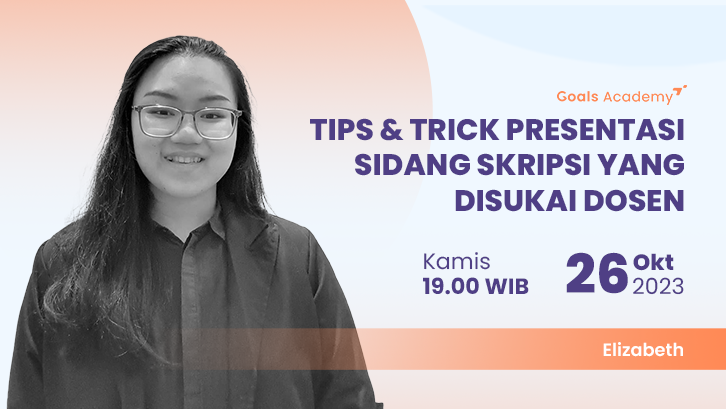 Goals Academy
TIPS & TRICK PRESENTASI
SIDANG SKRIPSI YANG
DISUKAI DOSEN
Kamis
19.00 WIB
26 Okt
2023
Elizabeth